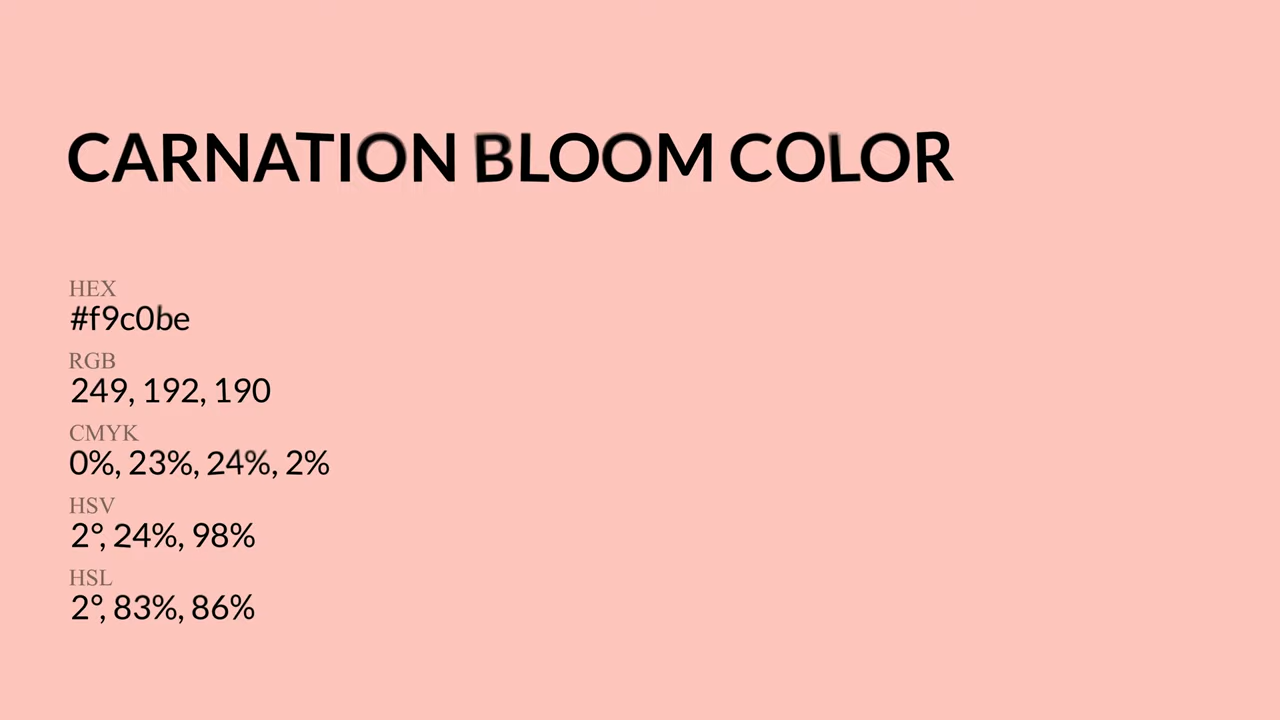 CARNATION BLOOM COLOR
HEX
#f9c0be
RGB
249, 192, 190
CMYK
0%, 23%, 24%, 2%
HSV
2°, 24%, 98%
HSL
2°, 83%, 86%